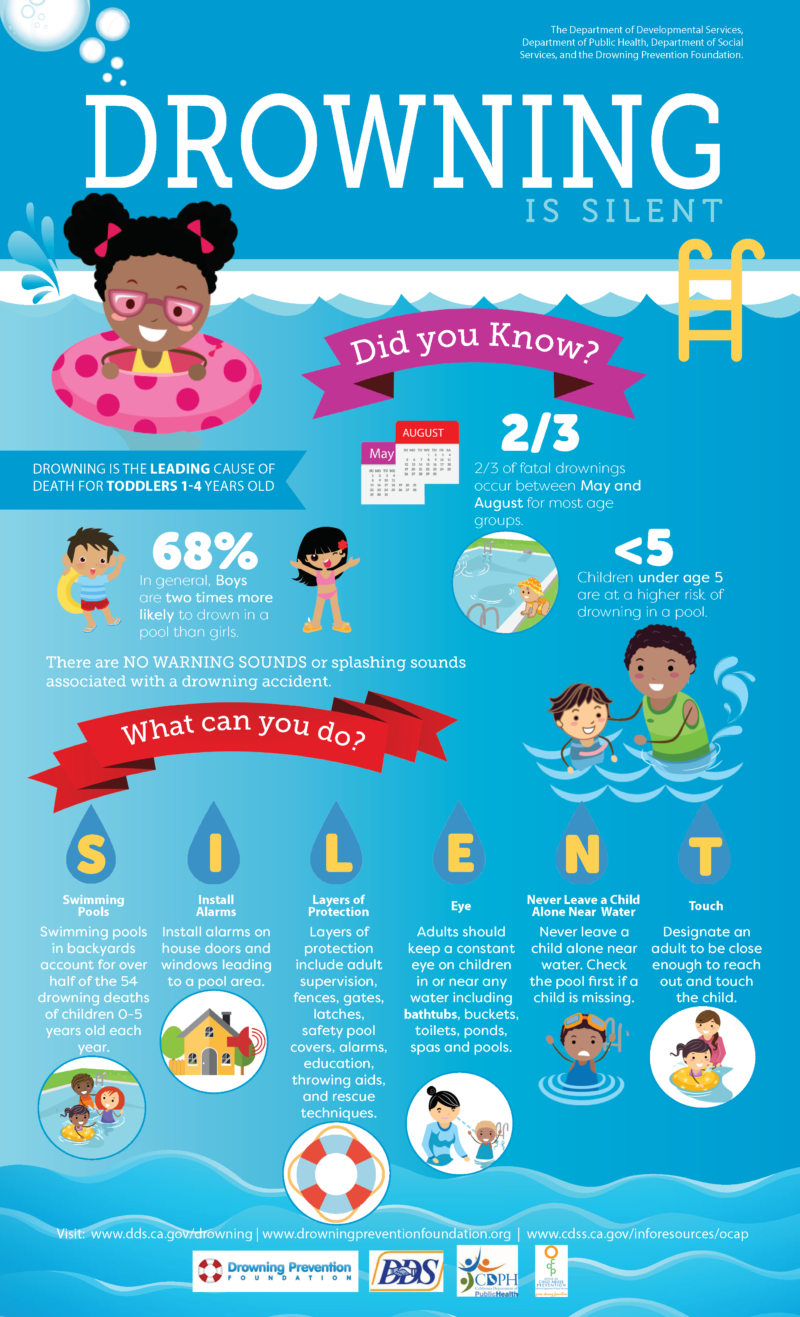 The Department of Developmental Services,
Department of Public Health, Department of Social
Services, and the Drowning Prevention Foundation.
DROWNING
IS SILENT
Did you Know?
DROWNING IS THE LEADING CAUSE OF
DEATH FOR TODDLERS 1-4 YEARS OLD
May
AUGUST
2/3
2/3 of fatal drownings
occur between May and
August for most age
groups.
68%
In general, Boys
are two times more
likely to drown in a
pool than girls.
<5
Children under age 5
are at a higher risk of
drowning in a pool.
There are NO WARNING SOUNDS or splashing sounds
associated with a drowning accident.
What can you do?
S
Swimming
Pools
Swimming pools
in backyards
account for over
half of the 54
drowning deaths
of children 0-5
years old each
year.
I
Install
Alarms
Install alarms on
house doors and
windows leading
to a pool area.
L
Layers of
Protection
Layers of
protection
include adult
supervision,
fences, gates,
latches,
safety pool
covers, alarms,
education,
throwing aids,
and rescue
techniques.
E
Eye
Adults should
keep a constant
eye on children
in or near any
water including
bathtubs, buckets,
toilets, ponds,
spas and pools.
N
Never Leave a Child
Alone Near Water
Never leave a
child alone near
water. Check
the pool first if a
child is missing.
T
Touch
Designate an
adult to be close
enough to reach
out and touch
the child.
Visit: www.dds.ca.gov/drowning | www.drowningpreventionfoundation.org | www.cdss.ca.gov/inforesources/ocap
Drowning Prevention
FOUNDATION
DDS
CDPH
California Department of
PublicHealth